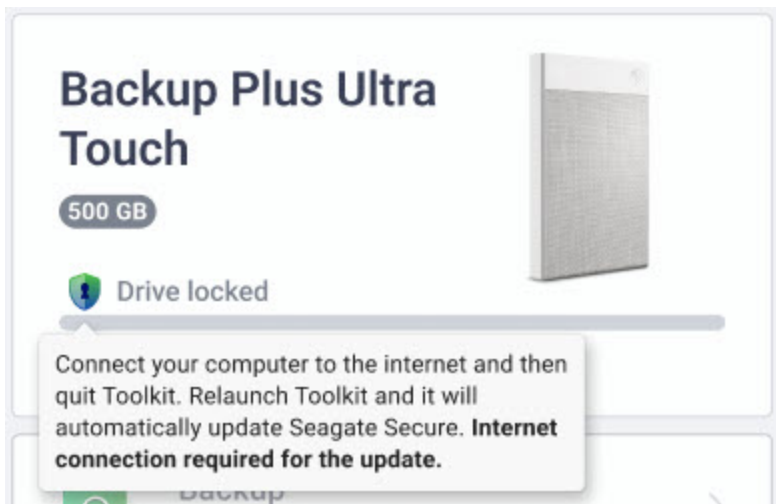 Backup Plus Ultra
Touch
500 GB
Drive locked
Connect your computer to the internet and then
quit Toolkit. Relaunch Toolkit and it will
automatically update Seagate Secure. Internet
connection required for the update.
Backup